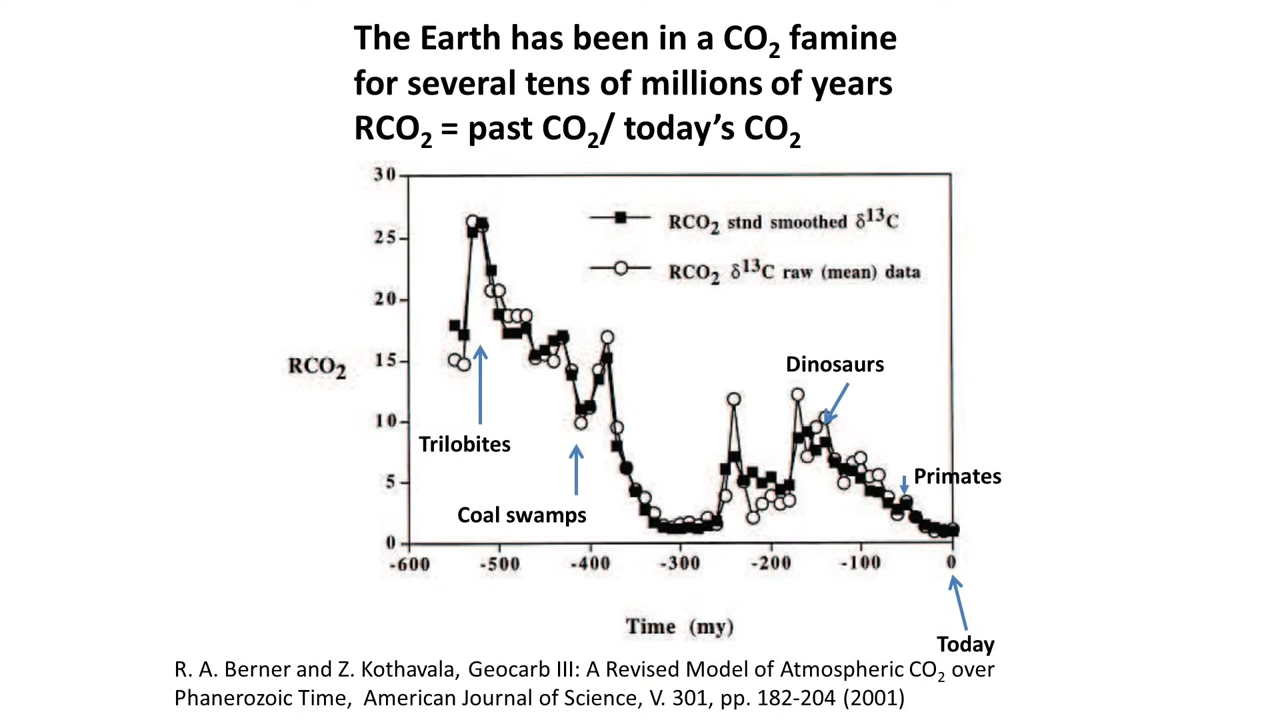 The Earth has been in a CO₂ famine
for several tens of millions of years
RCO₂ = past CO₂/ today’s CO₂
30
25
20
15
10
5
0
RCO₂
RCO₂ stnd smoothed δ¹³C
RCO₂ δ¹³C raw (mean) data
Dinosaurs
Trilobites
Primates
Coal swamps
-600 -500 -400 -300 -200 -100 0
Time (my)
Today
R. A. Berner and Z. Kothavala, Geocarb III: A Revised Model of Atmospheric CO₂ over
Phanerozoic Time, American Journal of Science, V. 301, pp. 182-204 (2001)